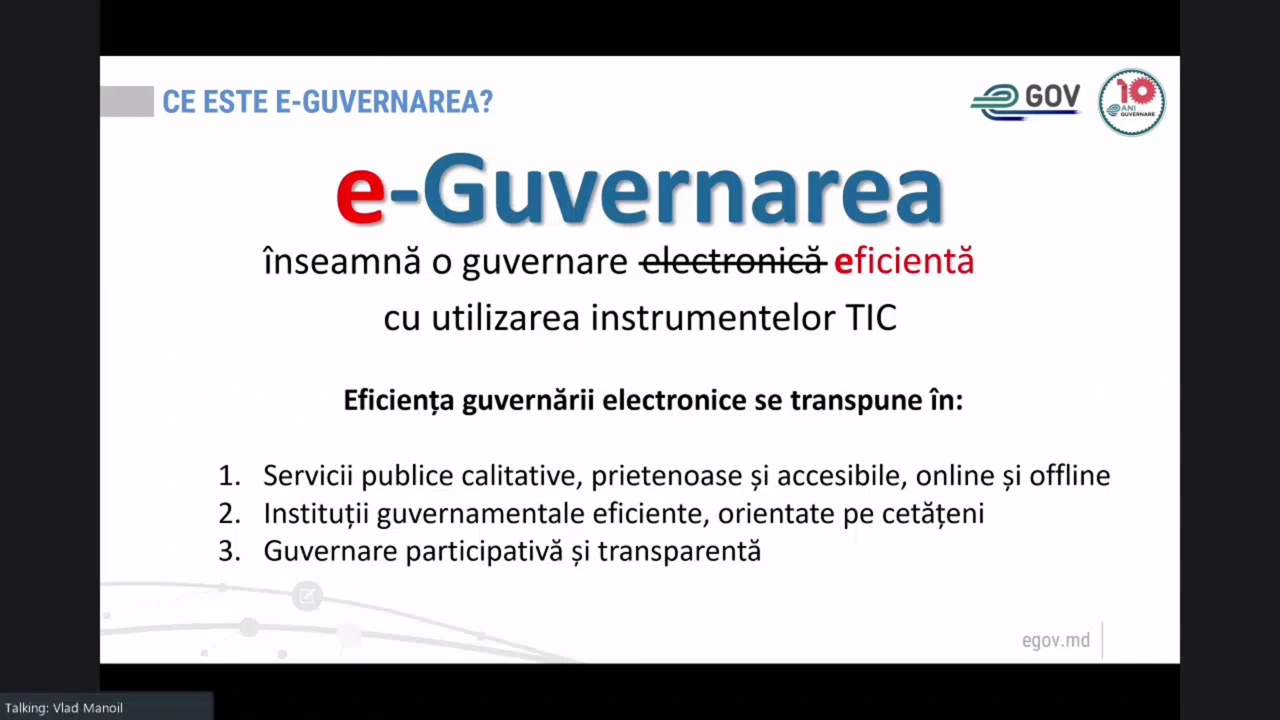 CE ESTE E-GUVERNAREA?
GOV
10
ANI
GUVERNARE
e-Guvernarea
înseamnă o guvernare electronică eficientă
cu utilizarea instrumentelor TIC
Eficiența guvernării electronice se transpune în:
1. Servicii publice calitative, prietenoase și accesibile, online și offline
2. Instituții guvernamentale eficiente, orientate pe cetățeni
3. Guvernare participativă și transparentă
egov.md
Talking: Vlad Manoil